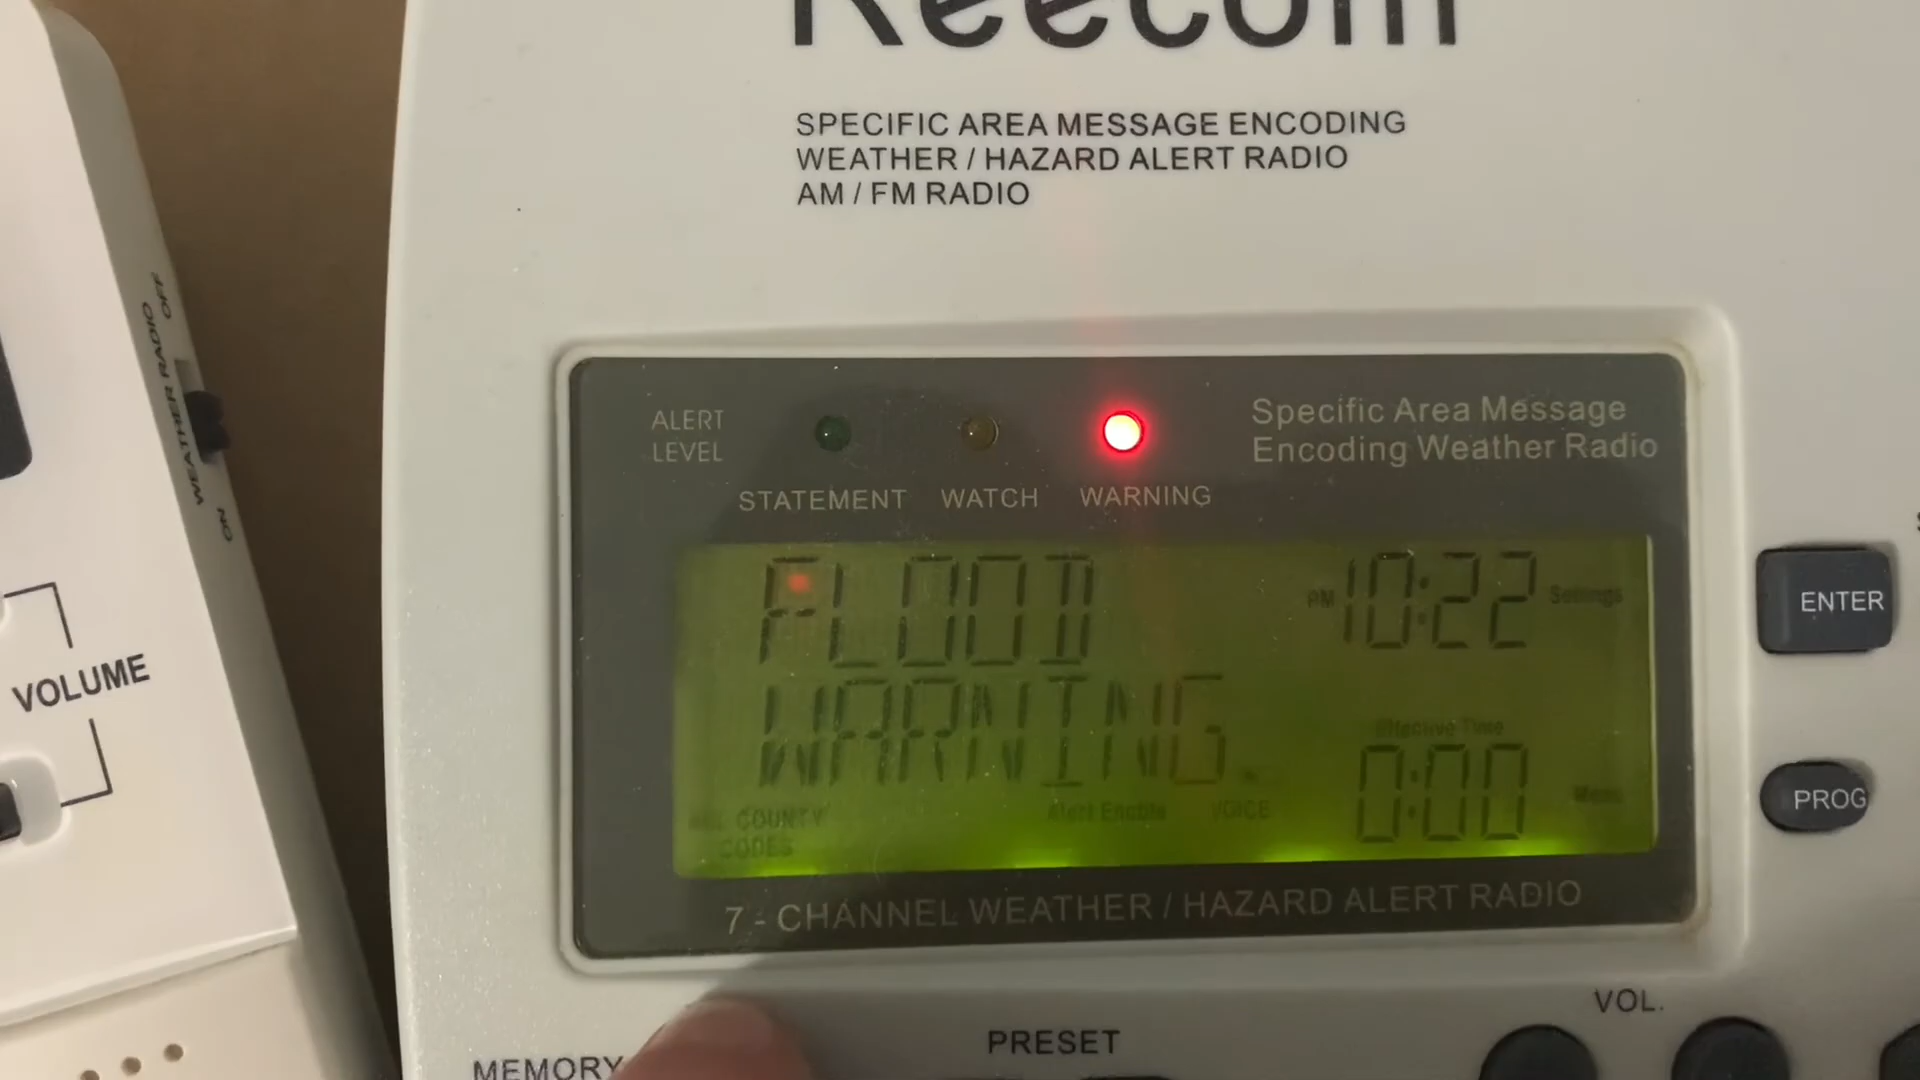 Reecom
SPECIFIC AREA MESSAGE ENCODING
WEATHER / HAZARD ALERT RADIO
AM / FM RADIO
OFF
WEATHER RADIO
ON
VOLUME
ALERT
LEVEL
STATEMENT
WATCH
WARNING
Specific Area Message
Encoding Weather Radio
FLOOD
WARNING
10:22
Settings
Effective Time
0:00
COUNTY
CODES
Alert Enable
VOICE
7 - CHANNEL WEATHER / HAZARD ALERT RADIO
ENTER
PROG
VOL.
PRESET
MEMORY